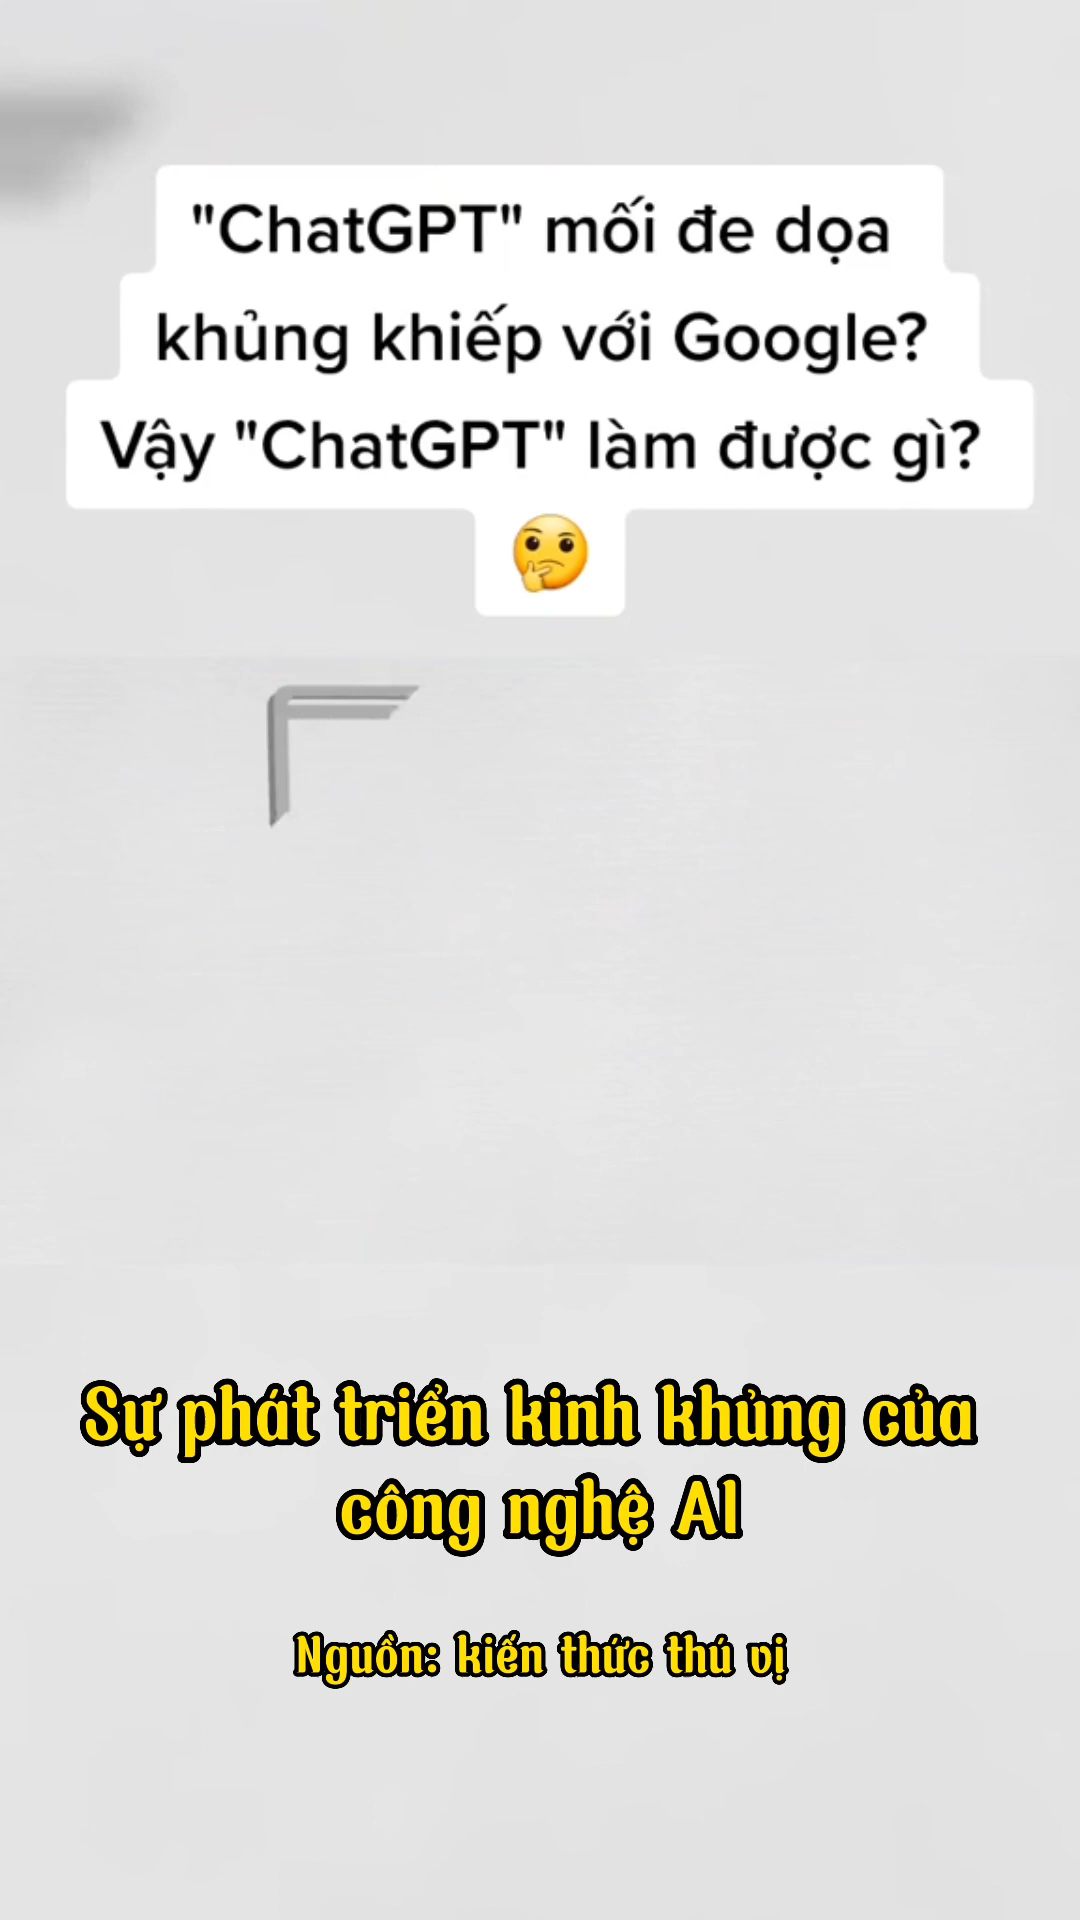 "ChatGPT" mối đe dọa
khủng khiếp với Google?
Vậy "ChatGPT" làm được gì?
🤔
Sự phát triển kinh khủng của
công nghệ AI
Nguồn: kiến thức thú vị